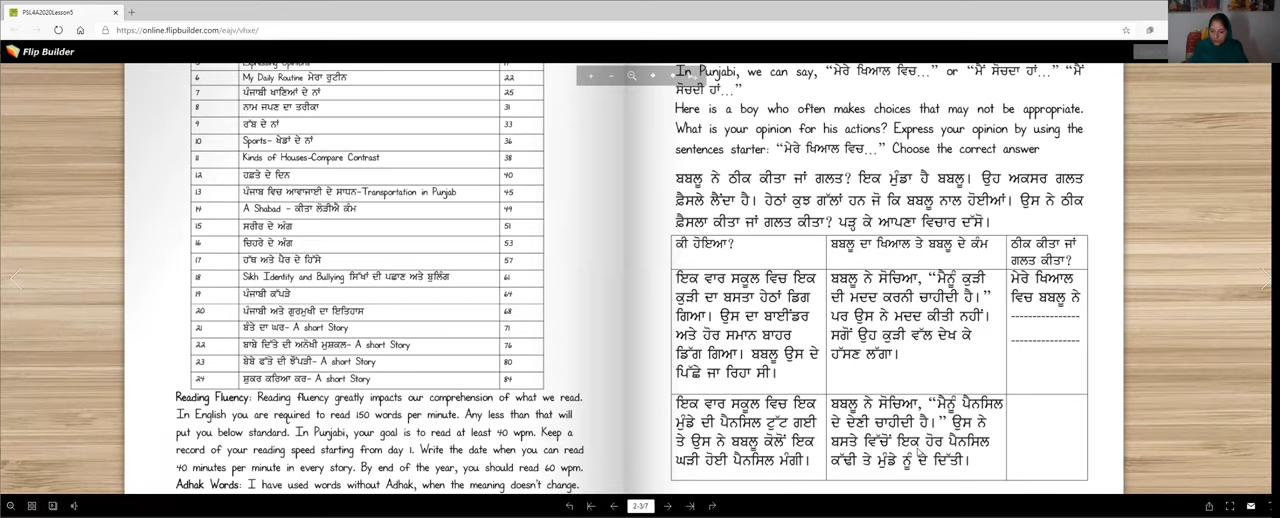 PSL4A2020Lesson5
https://online.flipbuilder.com/eajv/vhxe/
Flip Builder
5 Expressing Opinions 17
6 My Daily Routine ਮੇਰਾ ਰੁਟੀਨ 22
7 ਪੰਜਾਬੀ ਖਾਣਿਆਂ ਦੇ ਨਾਂ 25
8 ਨਾਮ ਜਪਣ ਦਾ ਤਰੀਕਾ 31
9 ਰੱਬ ਦੇ ਨਾਂ 33
10 Sports- ਖੇਡਾਂ ਦੇ ਨਾਂ 36
11 Kinds of Houses-Compare Contrast 38
12 ਹਫ਼ਤੇ ਦੇ ਦਿਨ 40
13 ਪੰਜਾਬ ਵਿਚ ਆਵਾਜਾਈ ਦੇ ਸਾਧਨ-Transportation in Punjab 45
14 A Shabad - ਕੀਤਾ ਲੋੜੀਐ ਕੰਮ 49
15 ਸਰੀਰ ਦੇ ਅੰਗ 51
16 ਚਿਹਰੇ ਦੇ ਅੰਗ 53
17 ਹੱਥ ਅਤੇ ਪੈਰ ਦੇ ਹਿੱਸੇ 57
18 Sikh Identity and Bullying ਸਿੱਖਾਂ ਦੀ ਪਛਾਣ ਅਤੇ ਬੁਲਿੰਗ 61
19 ਪੰਜਾਬੀ ਕੱਪੜੇ 64
20 ਪੰਜਾਬੀ ਅਤੇ ਗੁਰਮੁਖੀ ਦਾ ਇਤਿਹਾਸ 68
21 ਬੰਤੇ ਦਾ ਘਰ- A short Story 71
22 ਬਾਬੇ ਦਿੱਤੇ ਦੀ ਅਨੋਖੀ ਮੁਸ਼ਕਲ- A short Story 76
23 ਬੇਬੇ ਫੱਤੇ ਦੀ ਝੌਂਪੜੀ- A short Story 80
24 ਸ਼ੁਕਰ ਕਰਿਆ ਕਰ- A short Story 84
Reading Fluency: Reading fluency greatly impacts our comprehension of what we read.
In English you are required to read 150 words per minute. Any less than that will
put you below standard. In Punjabi, your goal is to read at least 40 wpm. Keep a
record of your reading speed starting from day 1. Write the date when you can read
40 minutes per minute in every story. By end of the year, you should read 60 wpm.
Adhak Words: I have used words without Adhak, when the meaning doesn't change.
In Punjabi, we can say, “ਮੇਰੇ ਖਿਆਲ ਵਿਚ...” or “ਮੈਂ ਸੋਚਦਾ ਹਾਂ...” “ਮੈਂ
ਸੋਚਦੀ ਹਾਂ...”
Here is a boy who often makes choices that may not be appropriate.
What is your opinion for his actions? Express your opinion by using the
sentences starter: “ਮੇਰੇ ਖਿਆਲ ਵਿਚ...” Choose the correct answer
ਬਬਲੂ ਨੇ ਠੀਕ ਕੀਤਾ ਜਾਂ ਗਲਤ? ਇਕ ਮੁੰਡਾ ਹੈ ਬਬਲੂ। ਉਹ ਅਕਸਰ ਗਲਤ
ਫ਼ੈਸਲੇ ਲੈਂਦਾ ਹੈ। ਹੇਠਾਂ ਕੁਝ ਗੱਲਾਂ ਹਨ ਜੋ ਕਿ ਬਬਲੂ ਨਾਲ ਹੋਈਆਂ। ਉਸ ਨੇ ਠੀਕ
ਫ਼ੈਸਲਾ ਕੀਤਾ ਜਾਂ ਗਲਤ ਕੀਤਾ? ਪੜ੍ਹ ਕੇ ਆਪਣਾ ਵਿਚਾਰ ਦੱਸੋ।
ਕੀ ਹੋਇਆ?
ਬਬਲੂ ਦਾ ਖਿਆਲ ਤੇ ਬਬਲੂ ਦੇ ਕੰਮ
ਠੀਕ ਕੀਤਾ ਜਾਂ
ਗਲਤ ਕੀਤਾ?
ਇਕ ਵਾਰ ਸਕੂਲ ਵਿਚ ਇਕ
ਕੁੜੀ ਦਾ ਬਸਤਾ ਹੇਠਾਂ ਡਿਗ
ਗਿਆ। ਉਸ ਦਾ ਬਾਈਂਡਰ
ਅਤੇ ਹੋਰ ਸਮਾਨ ਬਾਹਰ
ਡਿੱਗ ਗਿਆ। ਬਬਲੂ ਉਸ ਦੇ
ਪਿੱਛੇ ਜਾ ਰਿਹਾ ਸੀ।
ਬਬਲੂ ਨੇ ਸੋਚਿਆ, “ਮੈਨੂੰ ਕੁੜੀ
ਦੀ ਮਦਦ ਕਰਨੀ ਚਾਹੀਦੀ ਹੈ।”
ਪਰ ਉਸ ਨੇ ਮਦਦ ਕੀਤੀ ਨਹੀਂ।
ਸਗੋਂ ਉਹ ਕੁੜੀ ਵੱਲ ਦੇਖ ਕੇ
ਹੱਸਣ ਲੱਗਾ।
ਮੇਰੇ ਖਿਆਲ
ਵਿਚ ਬਬਲੂ ਨੇ
----------------
----------------
ਇਕ ਵਾਰ ਸਕੂਲ ਵਿਚ ਇਕ
ਮੁੰਡੇ ਦੀ ਪੈਨਸਿਲ ਟੁੱਟ ਗਈ
ਤੇ ਉਸ ਨੇ ਬਬਲੂ ਕੋਲੋਂ ਇਕ
ਘੜੀ ਹੋਈ ਪੈਨਸਿਲ ਮੰਗੀ।
ਬਬਲੂ ਨੇ ਸੋਚਿਆ, “ਮੈਨੂੰ ਪੈਨਸਿਲ
ਦੇ ਦੇਣੀ ਚਾਹੀਦੀ ਹੈ।” ਉਸ ਨੇ
ਬਸਤੇ ਵਿੱਚੋਂ ਇਕ ਹੋਰ ਪੈਨਸਿਲ
ਕੱਢੀ ਤੇ ਮੁੰਡੇ ਨੂੰ ਦੇ ਦਿੱਤੀ।
2-3/7